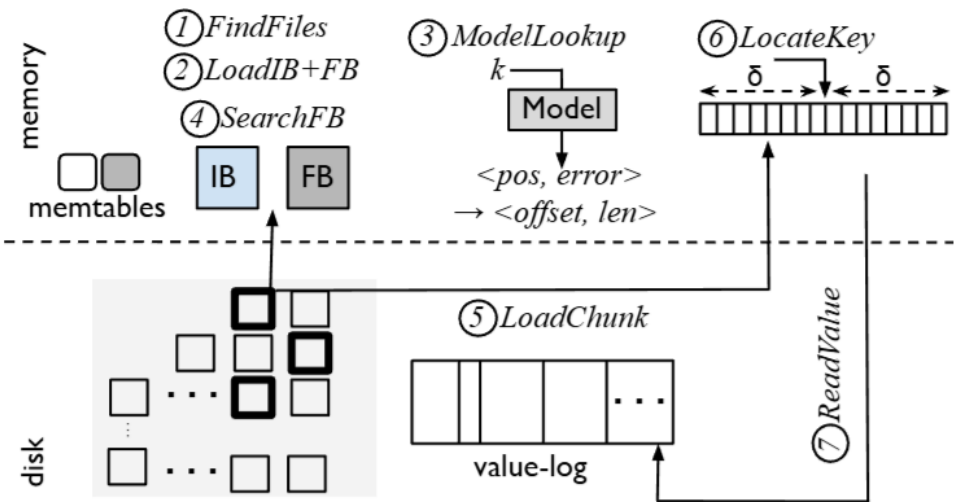 ① FindFiles
② LoadIB+FB
④ SearchFB
IB
FB
memtables
memory
③ ModelLookup
k
Model
<pos, error>
→ <offset, len>
⑥ LocateKey
δ δ
⑤ LoadChunk
. . .
. . .
. . .
value-log
⑦ ReadValue
disk